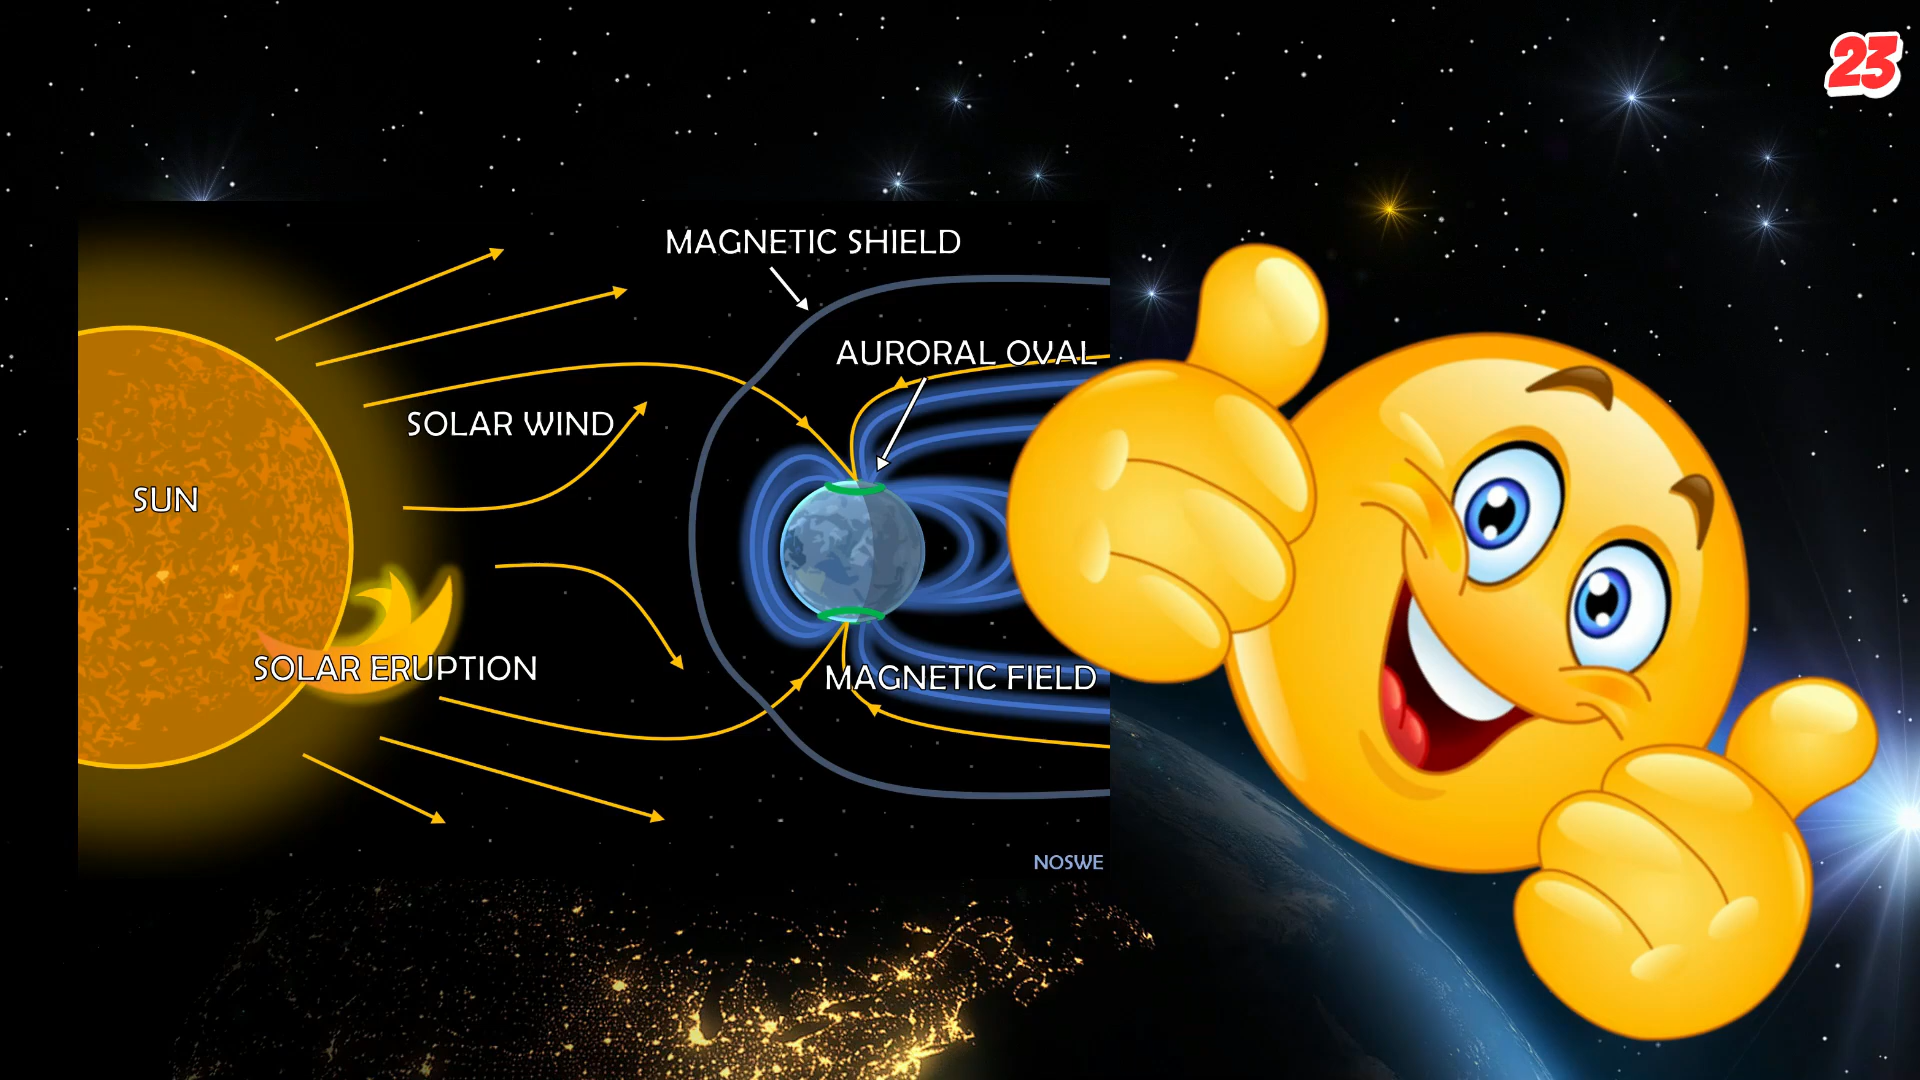 23
MAGNETIC SHIELD
AURORAL OVAL
SOLAR WIND
SUN
SOLAR ERUPTION
MAGNETIC FIELD
NOSWE